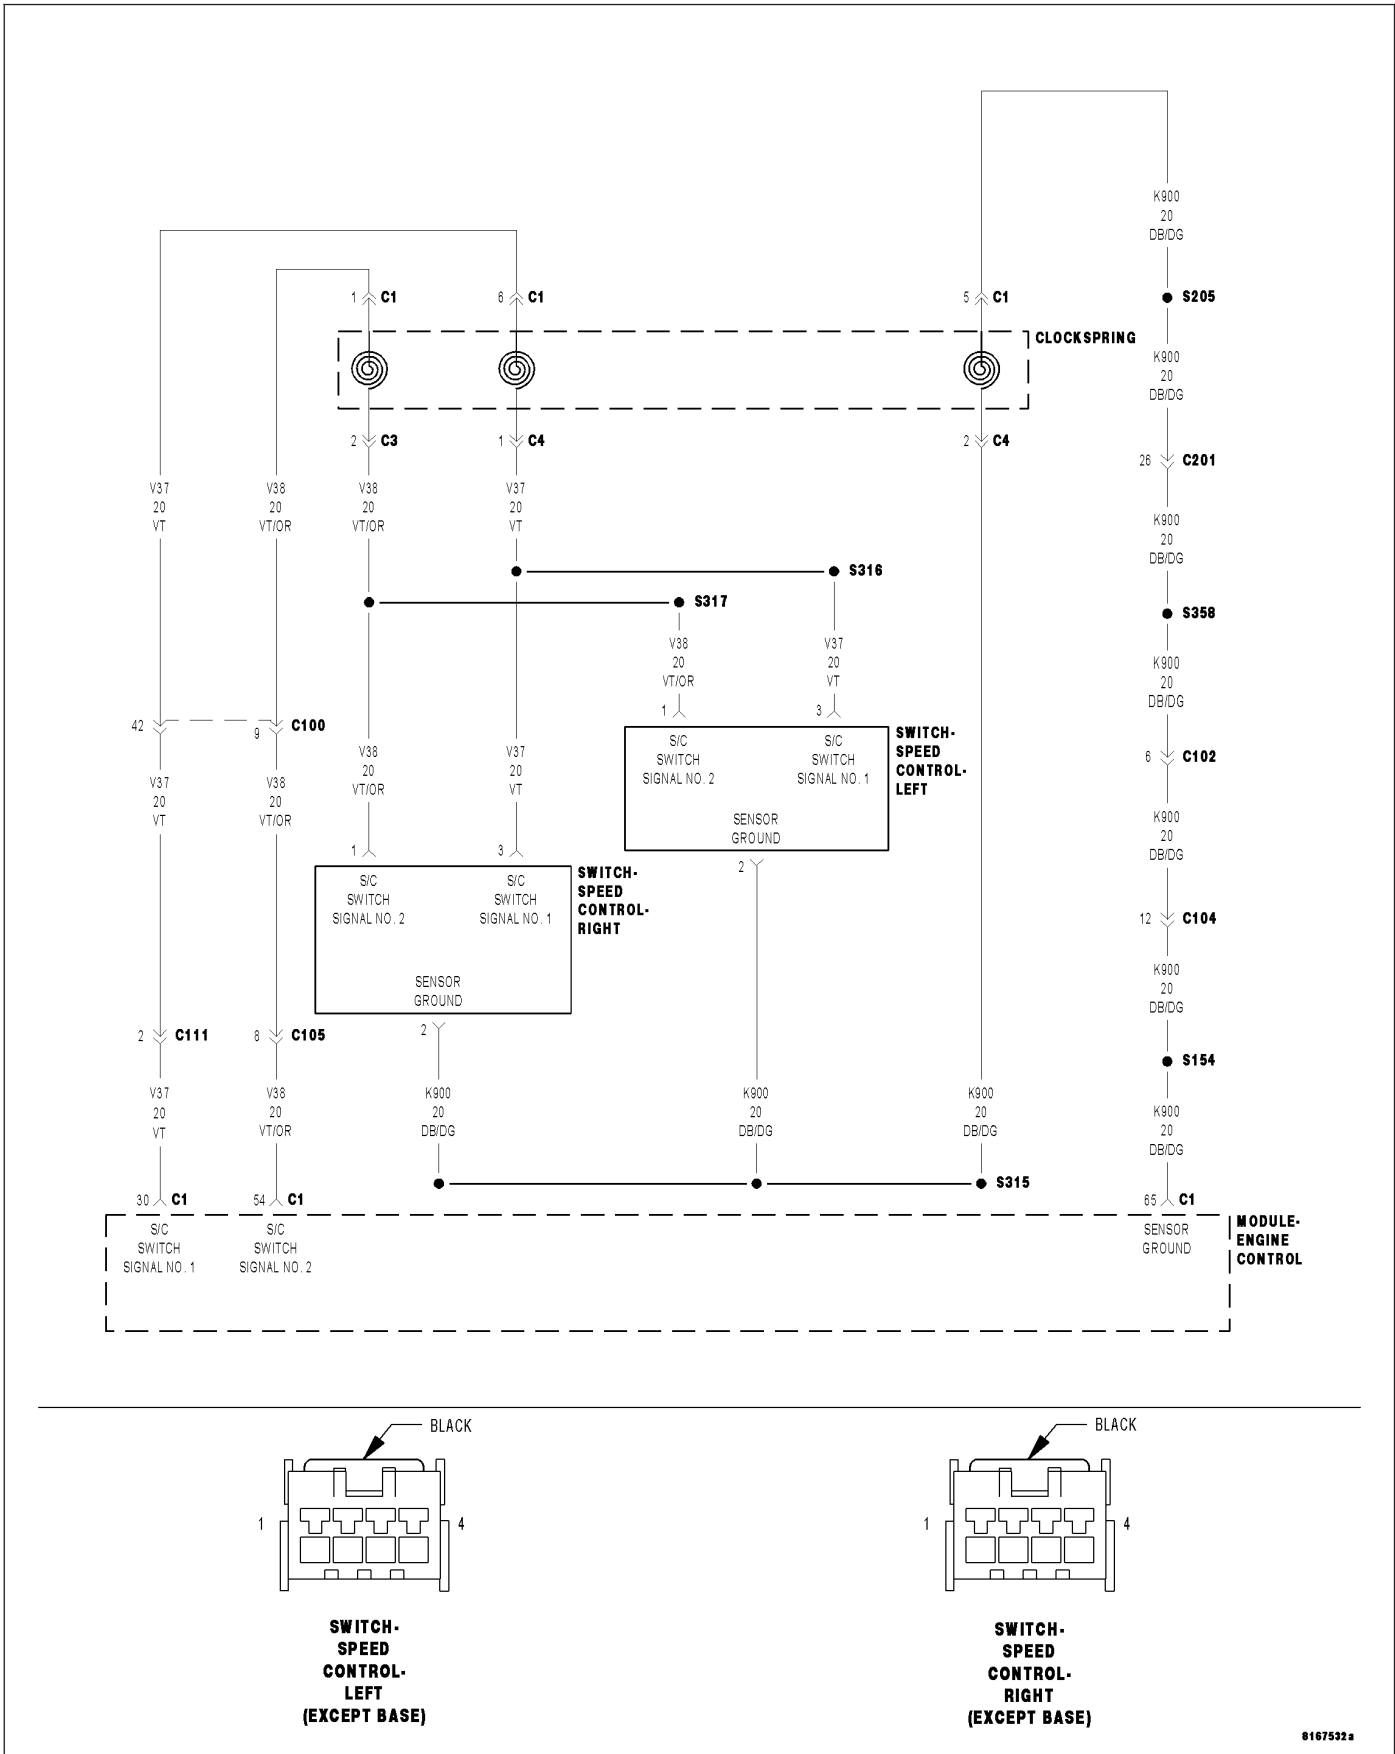 K900
20
DB/DG
1 C1
6 C1
5 C1
S205
CLOCKSPRING
K900
20
DB/DG
2 C3
1 C4
2 C4
26 C201
V37
20
VT
V38
20
VT/OR
V38
20
VT/OR
V37
20
VT
K900
20
DB/DG
S316
S317
S358
V38
20
VT/OR
V37
20
VT
K900
20
DB/DG
42
9 C100
1
3
SWITCH-
SPEED
CONTROL-
LEFT
S/C
SWITCH
SIGNAL NO. 2
S/C
SWITCH
SIGNAL NO. 1
SENSOR
GROUND
2
6 C102
V37
20
VT
V38
20
VT/OR
V38
20
VT/OR
V37
20
VT
K900
20
DB/DG
1
3
SWITCH-
SPEED
CONTROL-
RIGHT
S/C
SWITCH
SIGNAL NO. 2
S/C
SWITCH
SIGNAL NO. 1
SENSOR
GROUND
2
12 C104
K900
20
DB/DG
2 C111
8 C105
S154
V37
20
VT
V38
20
VT/OR
K900
20
DB/DG
K900
20
DB/DG
K900
20
DB/DG
K900
20
DB/DG
S315
30 C1
54 C1
65 C1
S/C
SWITCH
SIGNAL NO. 1
S/C
SWITCH
SIGNAL NO. 2
SENSOR
GROUND
MODULE-
ENGINE
CONTROL
BLACK
1
4
SWITCH-
SPEED
CONTROL-
LEFT
(EXCEPT BASE)
BLACK
1
4
SWITCH-
SPEED
CONTROL-
RIGHT
(EXCEPT BASE)
8167532a